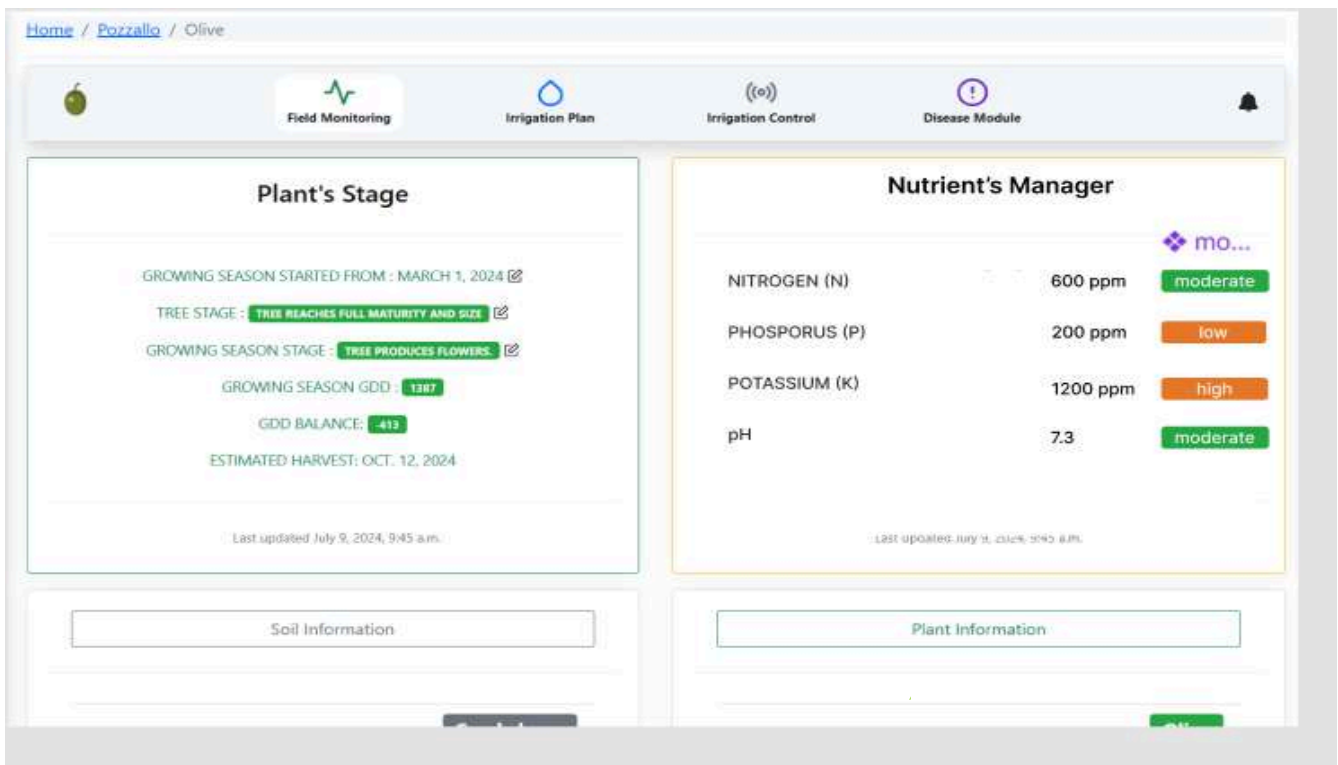 Home / Pozzallo / Olive
Field Monitoring
Irrigation Plan
Irrigation Control
Disease Module
Plant's Stage
GROWING SEASON STARTED FROM : MARCH 1, 2024
TREE STAGE : TREE REACHES FULL MATURITY AND SIZE
GROWING SEASON STAGE : TREE PRODUCES FLOWERS.
GROWING SEASON GDD : 1387
GDD BALANCE: -413
ESTIMATED HARVEST: OCT. 12, 2024
Last updated July 9, 2024, 9:45 a.m.
Nutrient's Manager
mo...
NITROGEN (N) 600 ppm moderate
PHOSPORUS (P) 200 ppm low
POTASSIUM (K) 1200 ppm high
pH 7.3 moderate
Last updated July 9, 2024, 9:45 a.m.
Soil Information
Plant Information